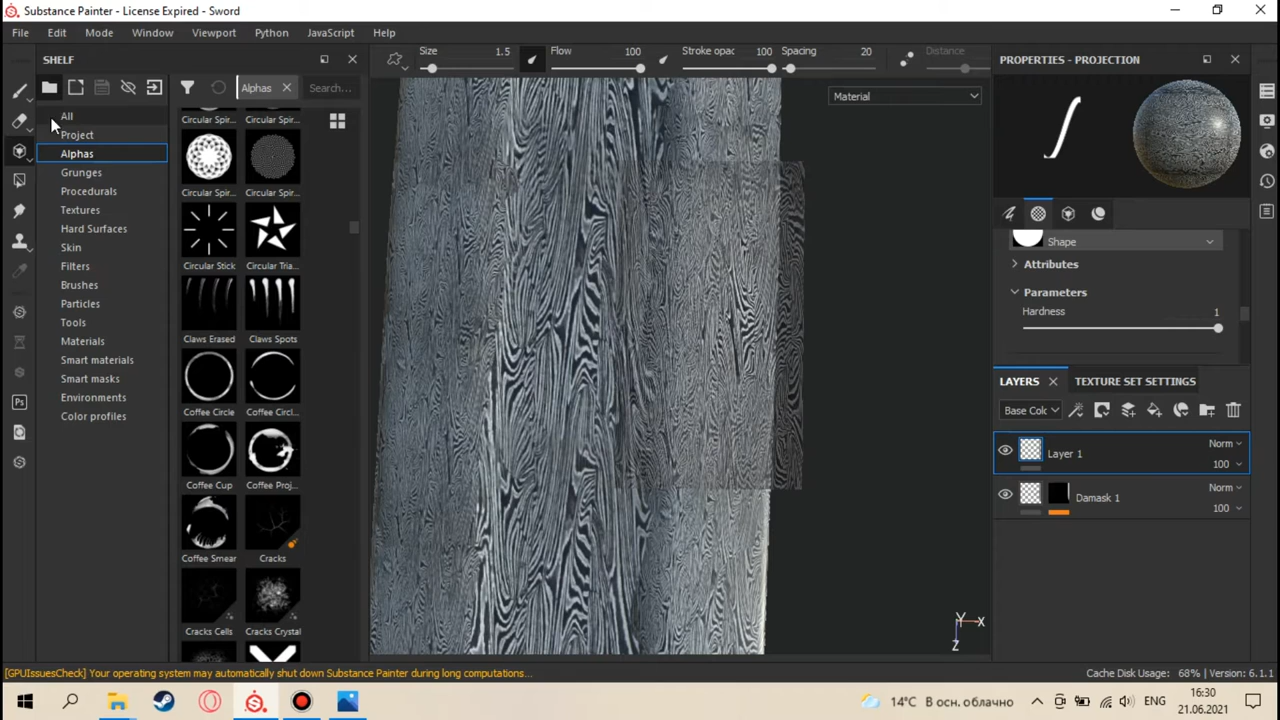 Substance Painter - License Expired - Sword
File Edit Mode Window Viewport Python JavaScript Help
SHELF
Alphas
Search...
All
Project
Alphas
Grunges
Procedurals
Textures
Hard Surfaces
Skin
Filters
Brushes
Particles
Tools
Materials
Smart materials
Smart masks
Environments
Color profiles
Circular Spir... Circular Spir...
Circular Spir... Circular Spir...
Circular Stick Circular Tria...
Claws Erased Claws Spots
Coffee Circle Coffee Circl...
Coffee Cup Coffee Proj...
Coffee Smear Cracks
Cracks Cells Cracks Crystal
Size 1.5 Flow 100 Stroke opac 100 Spacing 20 Distance
Material
Y X
Z
PROPERTIES - PROJECTION
Shape
Attributes
Parameters
Hardness 1
LAYERS TEXTURE SET SETTINGS
Base Col
Layer 1 Norm
100
Damask 1 Norm
100
[GPUIssuesCheck] Your operating system may automatically shut down Substance Painter during long computations...
Cache Disk Usage: 68% | Version: 6.1.1
Ps
14°C В осн. облачно
ENG
16:30
21.06.2021